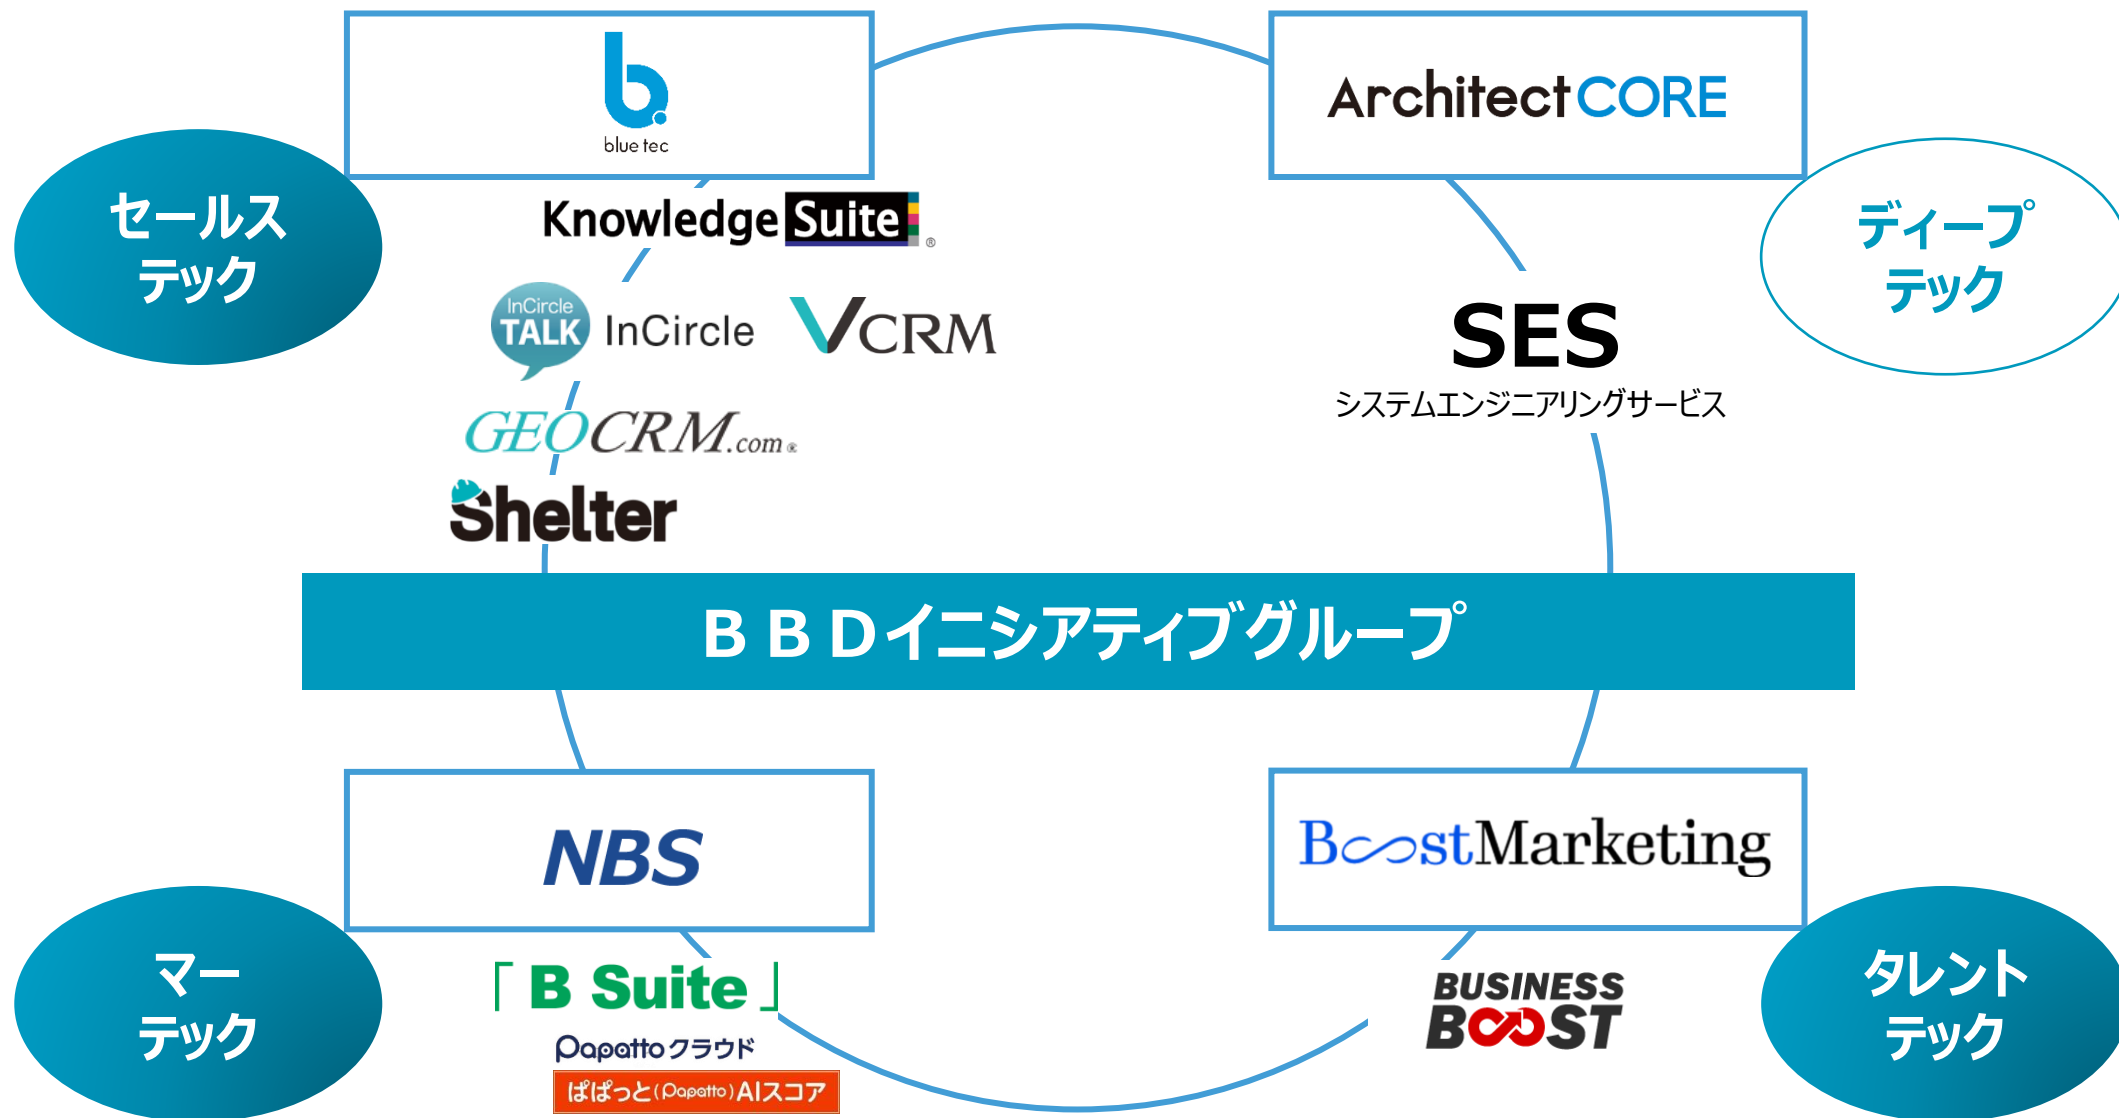 blue tec
セールス
テック
Knowledge Suite ®
InCircle
TALK
InCircle
VCRM
GEOCRM.com®
Shelter
ArchitectCORE
ディープ
テック
SES
システムエンジニアリングサービス
ＢＢＤイニシアティブグループ
NBS
マー
テック
「B Suite」
Papattoクラウド
ぱぱっと(Papatto)AIスコア
BoostMarketing
タレント
テック
BUSINESS
BOOST